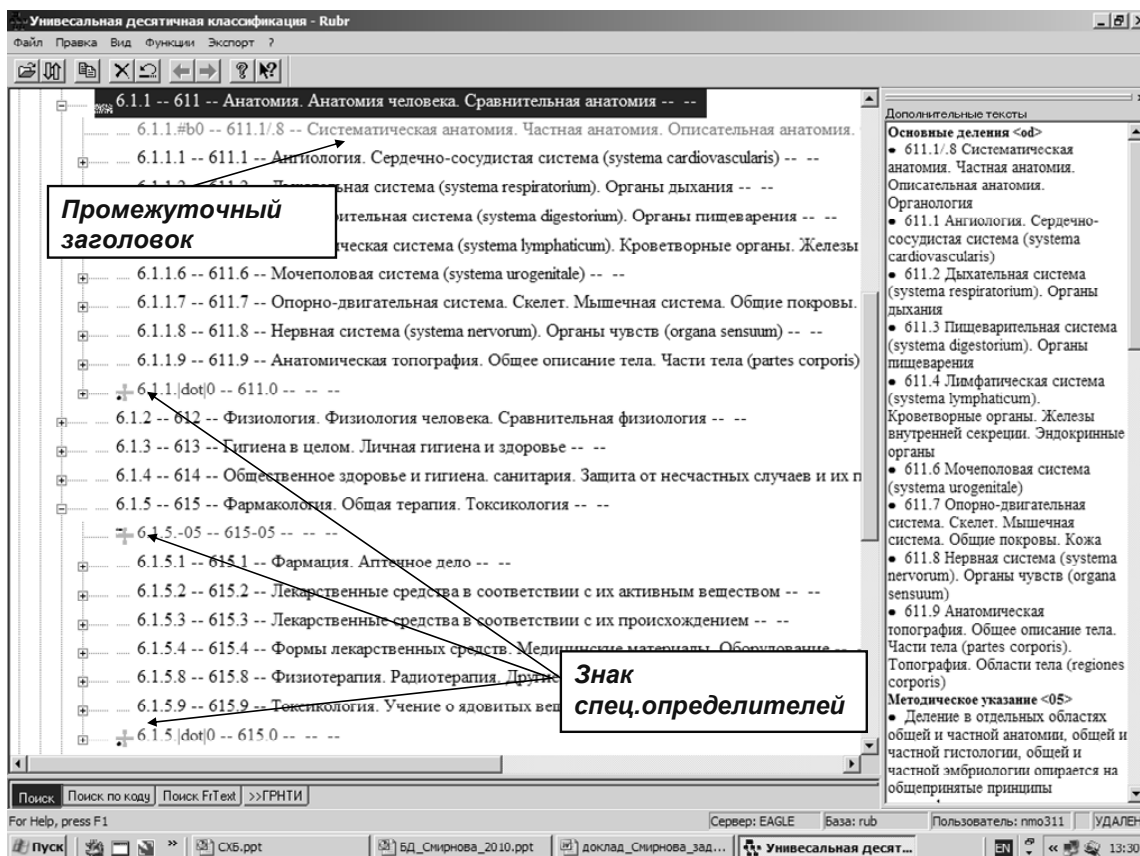 Унивесальная десятичная классификация - Rubr
Файл Правка Вид Функции Экспорт ?
6.1.1 -- 611 -- Анатомия. Анатомия человека. Сравнительная анатомия -- --
6.1.1.#b0 -- 611.1/.8 -- Систематическая анатомия. Частная анатомия. Описательная анатомия.
6.1.1.1 -- 611.1 -- Ангиология. Сердечно-сосудистая система (systema cardiovascularis) -- --
система (systema respiratorium). Органы дыхания -- --
Промежуточный
заголовок
система (systema digestorium). Органы пищеварения -- --
система (systema lymphaticum). Кроветворные органы. Железы
6.1.1.6 -- 611.6 -- Мочеполовая система (systema urogenitale) -- --
6.1.1.7 -- 611.7 -- Опорно-двигательная система. Скелет. Мышечная система. Общие покровы.
6.1.1.8 -- 611.8 -- Нервная система (systema nervorum). Органы чувств (organa sensuum) -- --
6.1.1.9 -- 611.9 -- Анатомическая топография. Общее описание тела. Части тела (partes corporis)
6.1.1.|dot|0 -- 611.0 -- -- --
6.1.2 -- 612 -- Физиология. Физиология человека. Сравнительная физиология -- --
6.1.3 -- 613 -- Гигиена в целом. Личная гигиена и здоровье -- --
6.1.4 -- 614 -- Общественное здоровье и гигиена. санитария. Защита от несчастных случаев и их п
6.1.5 -- 615 -- Фармакология. Общая терапия. Токсикология -- --
6.1.5.-05 -- 615-05 -- -- --
6.1.5.1 -- 615.1 -- Фармация. Аптечное дело -- --
6.1.5.2 -- 615.2 -- Лекарственные средства в соответствии с их активным веществом -- --
6.1.5.3 -- 615.3 -- Лекарственные средства в соответствии с их происхождением -- --
6.1.5.4 -- 615.4 -- Формы лекарственных средств. Медицинские материалы. Оборудование --
6.1.5.8 -- 615.8 -- Физиотерапия. Радиотерапия. Другие
6.1.5.9 -- 615.9 -- Токсикология. Учение о ядовитых
6.1.5.|dot|0 -- 615.0 -- -- --
Знак
спец.определителей
Дополнительные тексты
Основные деления <od>
• 611.1/.8 Систематическая
анатомия. Частная анатомия.
Описательная анатомия.
Органология
• 611.1 Ангиология. Сердечно-
сосудистая система (systema
cardiovascularis)
• 611.2 Дыхательная система
(systema respiratorium). Органы
дыхания
• 611.3 Пищеварительная система
(systema digestorium). Органы
пищеварения
• 611.4 Лимфатическая система
(systema lymphaticum).
Кроветворные органы. Железы
внутренней секреции. Эндокринные
органы
• 611.6 Мочеполовая система
(systema urogenitale)
• 611.7 Опорно-двигательная
система. Скелет. Мышечная
система. Общие покровы. Кожа
• 611.8 Нервная система (systema
nervorum). Органы чувств (organa
sensuum)
• 611.9 Анатомическая
топография. Общее описание тела.
Части тела (partes corporis).
Топография. Области тела (regiones
corporis)
Методическое указание <05>
• Деление в отдельных областях
общей и частной анатомии, общей и
частной гистологии, общей и
частной эмбриологии опирается на
общепринятые принципы
Поиск Поиск по коду Поиск FrText >>ГРНТИ
For Help, press F1
Сервер: EAGLE База: rub Пользователь: nmo311 УДАЛЕН
Пуск » СХБ.ppt БД_Смирнова_2010.ppt доклад_Смирнова_зад... Универсальная десят... EN « 13:30